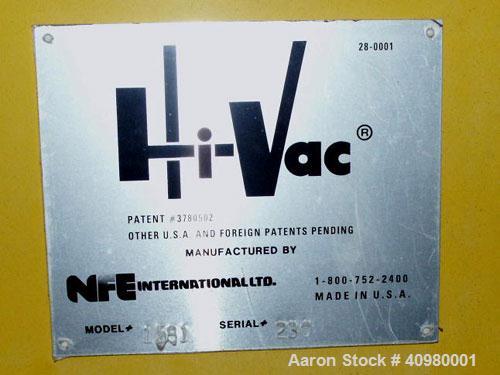 28-0001
Hi-Vac ®
PATENT #3780502
OTHER U.S.A. AND FOREIGN PATENTS PENDING
MANUFACTURED BY
NFE INTERNATIONAL LTD. 1-800-752-2400
MADE IN U.S.A.
MODEL# SERIAL#
Aaron Stock # 40980001